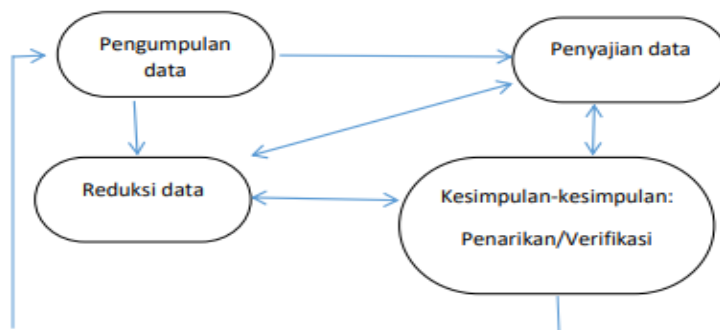 Pengumpulan
data
Penyajian data
Reduksi data
Kesimpulan-kesimpulan:
Penarikan/Verifikasi